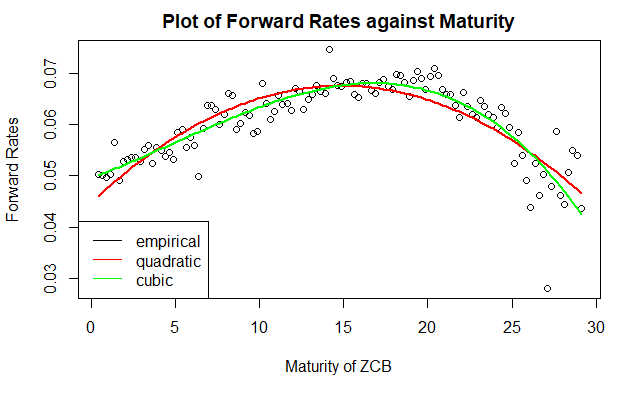 Plot of Forward Rates against Maturity
Forward Rates
0.07
0.06
0.05
0.04
0.03
empirical
quadratic
cubic
0 5 10 15 20 25 30
Maturity of ZCB